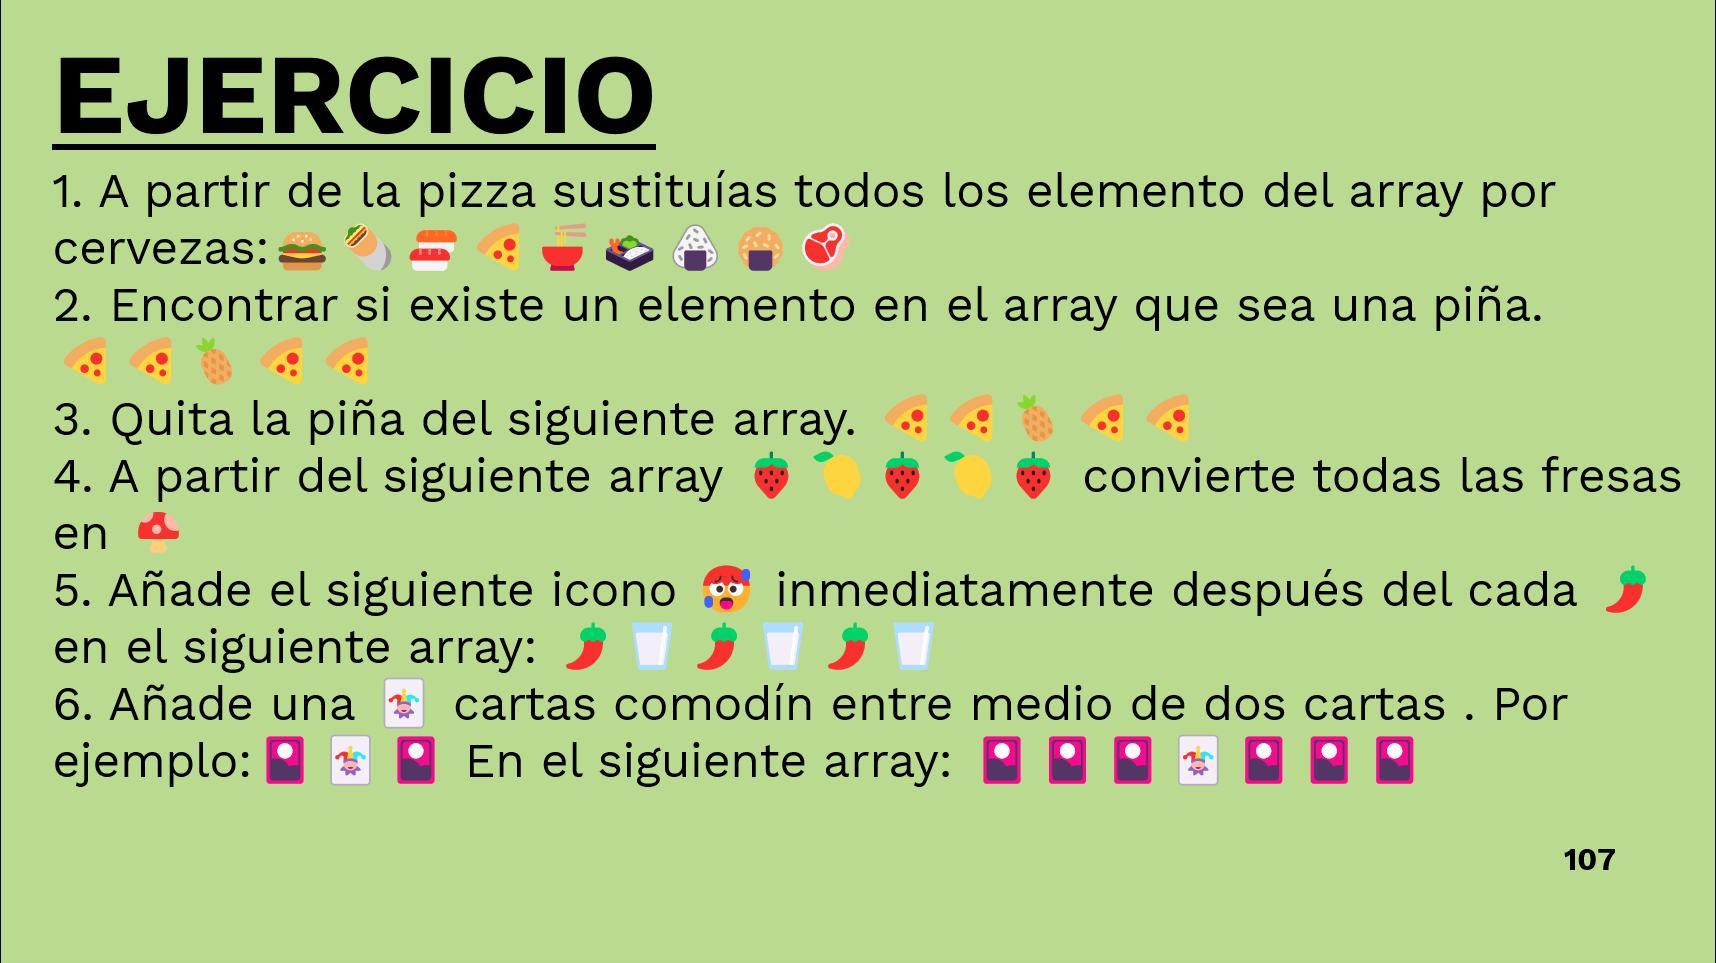 EJERCICIO
1. A partir de la pizza sustituías todos los elemento del array por
cervezas: 🍔 🌯 🍣 🍕 🍜 🍱 🍙 🍘 🥩
2. Encontrar si existe un elemento en el array que sea una piña.
🍕 🍕 🍍 🍕 🍕
3. Quita la piña del siguiente array. 🍕 🍕 🍍 🍕 🍕
4. A partir del siguiente array 🍓 🍋 🍓 🍋 🍓 convierte todas las fresas
en 🍄
5. Añade el siguiente icono 🥵 inmediatamente después del cada 🌶
en el siguiente array: 🌶 🥛 🌶 🥛 🌶 🥛
6. Añade una 🃏 cartas comodín entre medio de dos cartas . Por
ejemplo: 🎴 🃏 🎴 En el siguiente array: 🎴 🎴 🎴 🃏 🎴 🎴 🎴
107